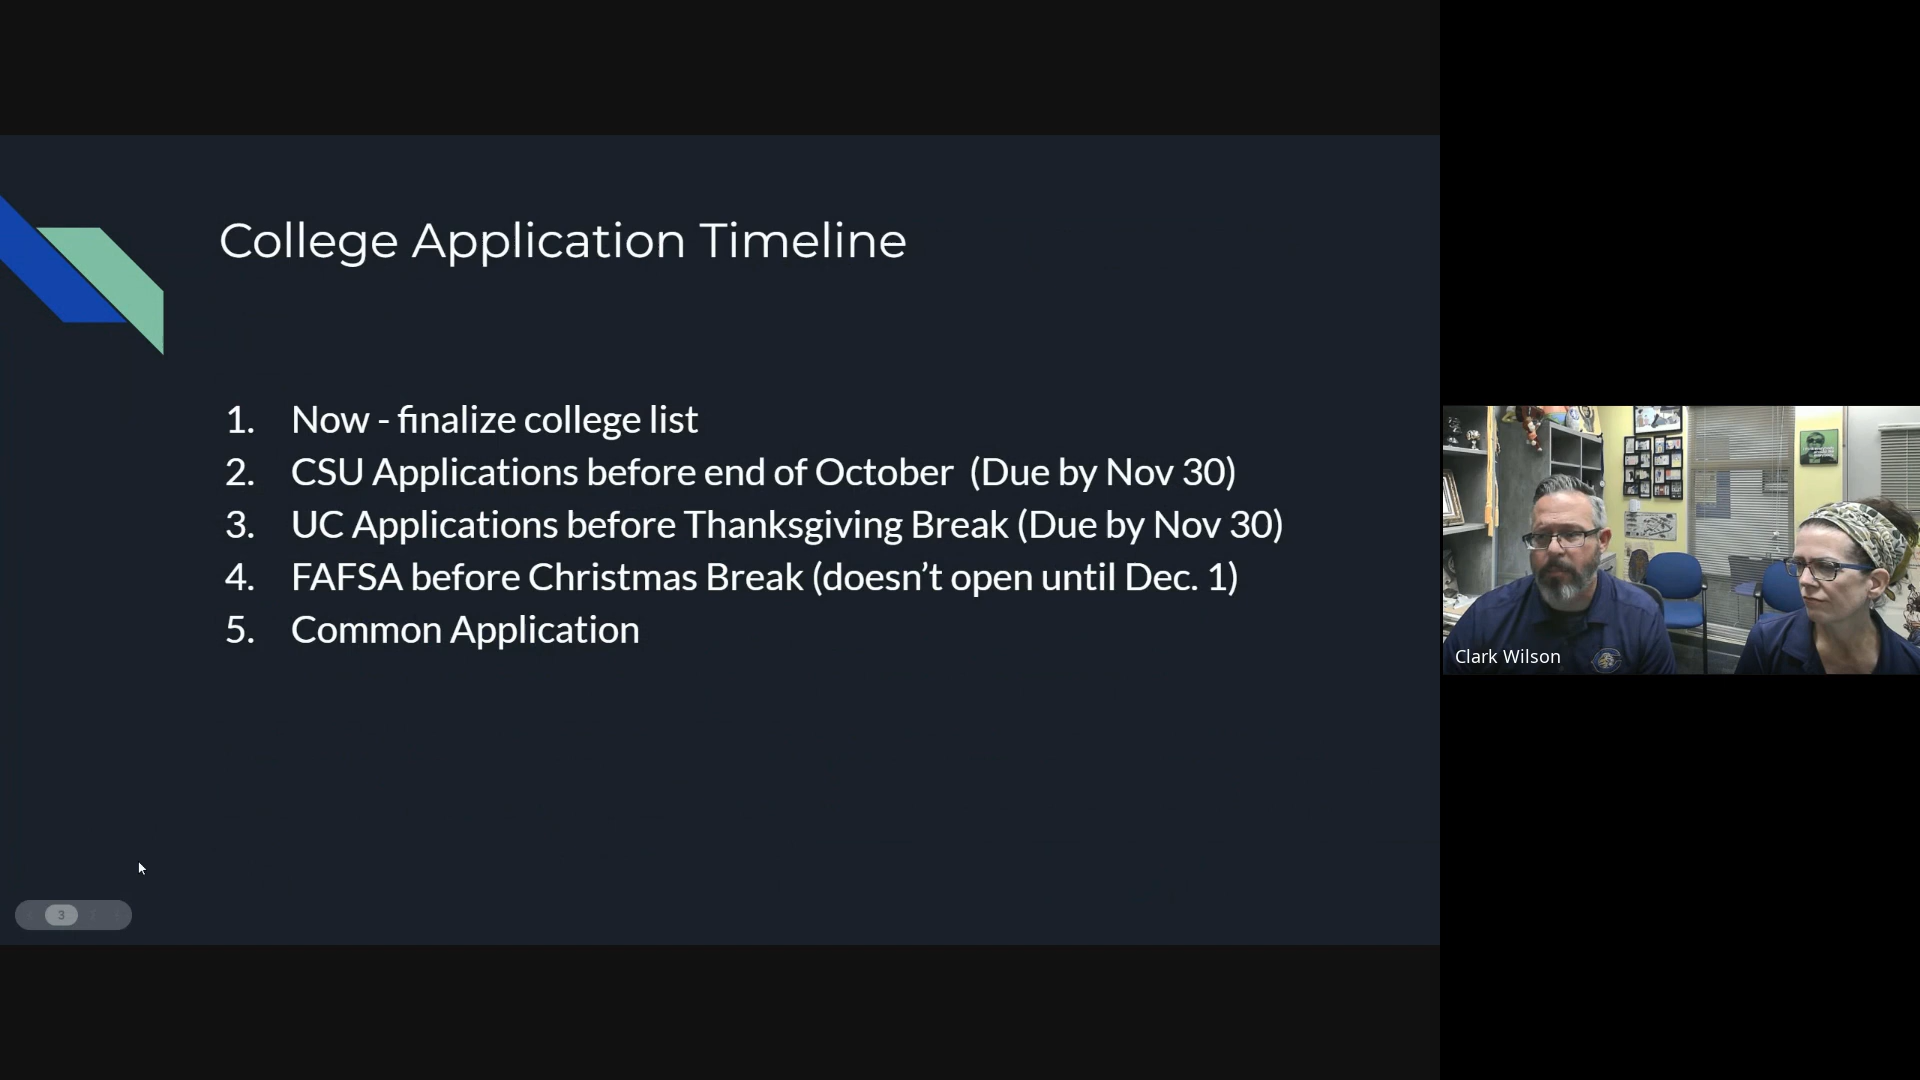 College Application Timeline
1. Now - finalize college list
2. CSU Applications before end of October (Due by Nov 30)
3. UC Applications before Thanksgiving Break (Due by Nov 30)
4. FAFSA before Christmas Break (doesn’t open until Dec. 1)
5. Common Application
Clark Wilson
3